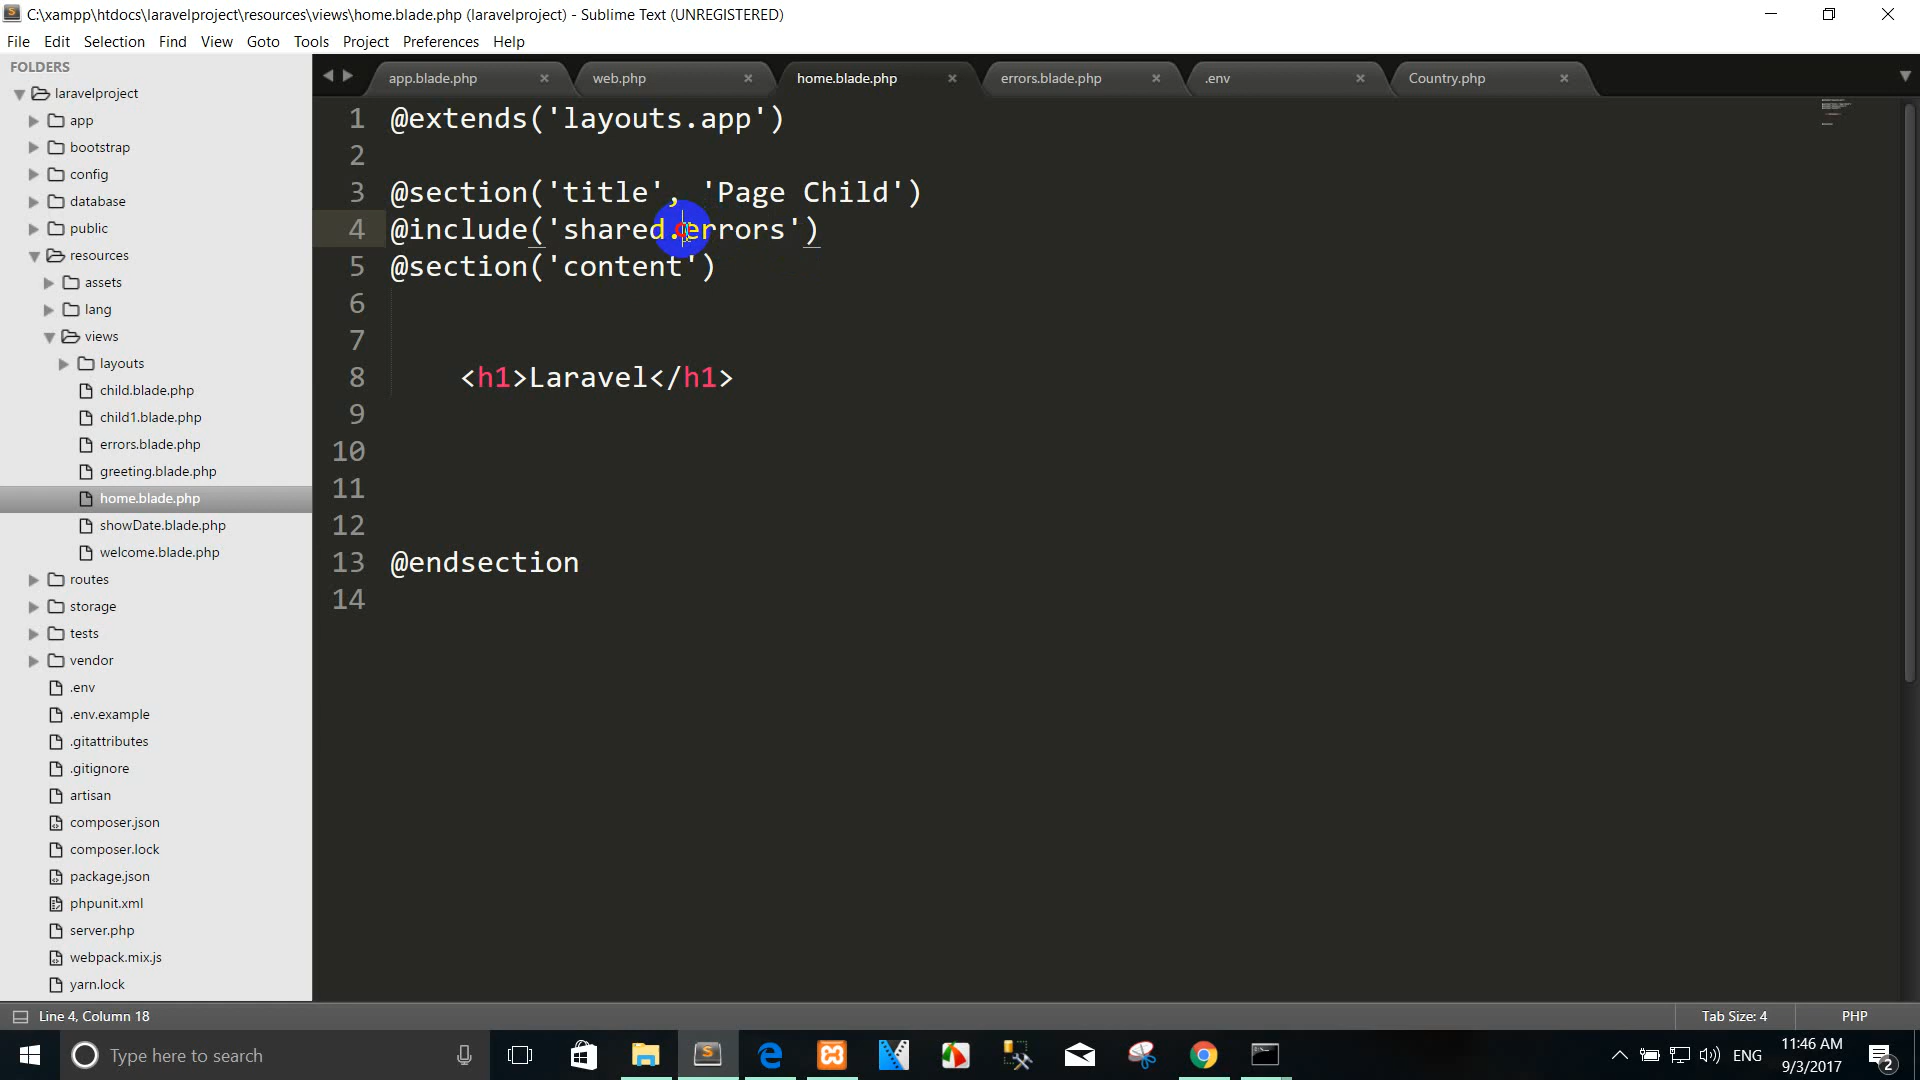 C:\xampp\htdocs\laravelproject\resources\views\home.blade.php (laravelproject) - Sublime Text (UNREGISTERED)
File Edit Selection Find View Goto Tools Project Preferences Help
FOLDERS
laravelproject
app
bootstrap
config
database
public
resources
assets
lang
views
layouts
child.blade.php
child1.blade.php
errors.blade.php
greeting.blade.php
home.blade.php
showDate.blade.php
welcome.blade.php
routes
storage
tests
vendor
.env
.env.example
.gitattributes
.gitignore
artisan
composer.json
composer.lock
package.json
phpunit.xml
server.php
webpack.mix.js
yarn.lock
app.blade.php web.php home.blade.php errors.blade.php .env Country.php
1 @extends('layouts.app')
2
3 @section('title', 'Page Child')
4 @include('shared.errors')
5 @section('content')
6
7
8 <h1>Laravel</h1>
9
10
11
12
13 @endsection
14
Line 4, Column 18 Tab Size: 4 PHP
Type here to search ENG 11:46 AM
9/3/2017 2